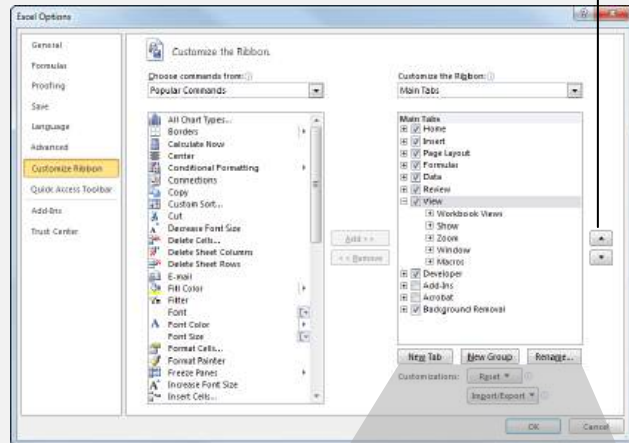 Excel Options
General
Formulas
Proofing
Save
Language
Advanced
Customize Ribbon
Quick Access Toolbar
Add-Ins
Trust Center
Customize the Ribbon.
Choose commands from:
Popular Commands
All Chart Types...
Borders
Calculate Now
Center
Conditional Formatting
Connections
Copy
Custom Sort...
Cut
Decrease Font Size
Delete Cells...
Delete Sheet Columns
Delete Sheet Rows
E-mail
Fill Color
Filter
Font
Font Color
Font Size
Format Cells...
Format Painter
Freeze Panes
Increase Font Size
Insert Cells...
Add >>
<< Remove
Customize the Ribbon:
Main Tabs
Main Tabs
Home
Insert
Page Layout
Formulas
Data
Review
View
Workbook Views
Show
Zoom
Window
Macros
Developer
Add-Ins
Acrobat
Background Removal
New Tab
New Group
Rename...
Customizations:
Reset
Import/Export
OK
Cancel